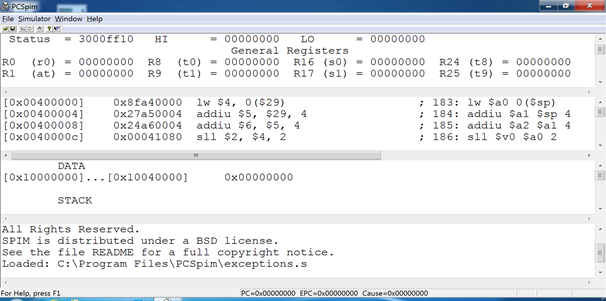 PCSpim
File Simulator Window Help
Status = 3000ff10 HI = 00000000 LO = 00000000
General Registers
R0 (r0) = 00000000 R8 (t0) = 00000000 R16 (s0) = 00000000 R24 (t8) = 00000000
R1 (at) = 00000000 R9 (t1) = 00000000 R17 (s1) = 00000000 R25 (t9) = 00000000
[0x00400000] 0x8fa40000 lw $4, 0($29) ; 183: lw $a0 0($sp)
[0x00400004] 0x27a50004 addiu $5, $29, 4 ; 184: addiu $a1 $sp 4
[0x00400008] 0x24a60004 addiu $6, $5, 4 ; 185: addiu $a2 $a1 4
[0x0040000c] 0x00041080 sll $2, $4, 2 ; 186: sll $v0 $a0 2
DATA
[0x10000000]...[0x10040000] 0x00000000
STACK
All Rights Reserved.
SPIM is distributed under a BSD license.
See the file README for a full copyright notice.
Loaded: C:\Program Files\PCSpim\exceptions.s
For Help, press F1 PC=0x00000000 EPC=0x00000000 Cause=0x00000000